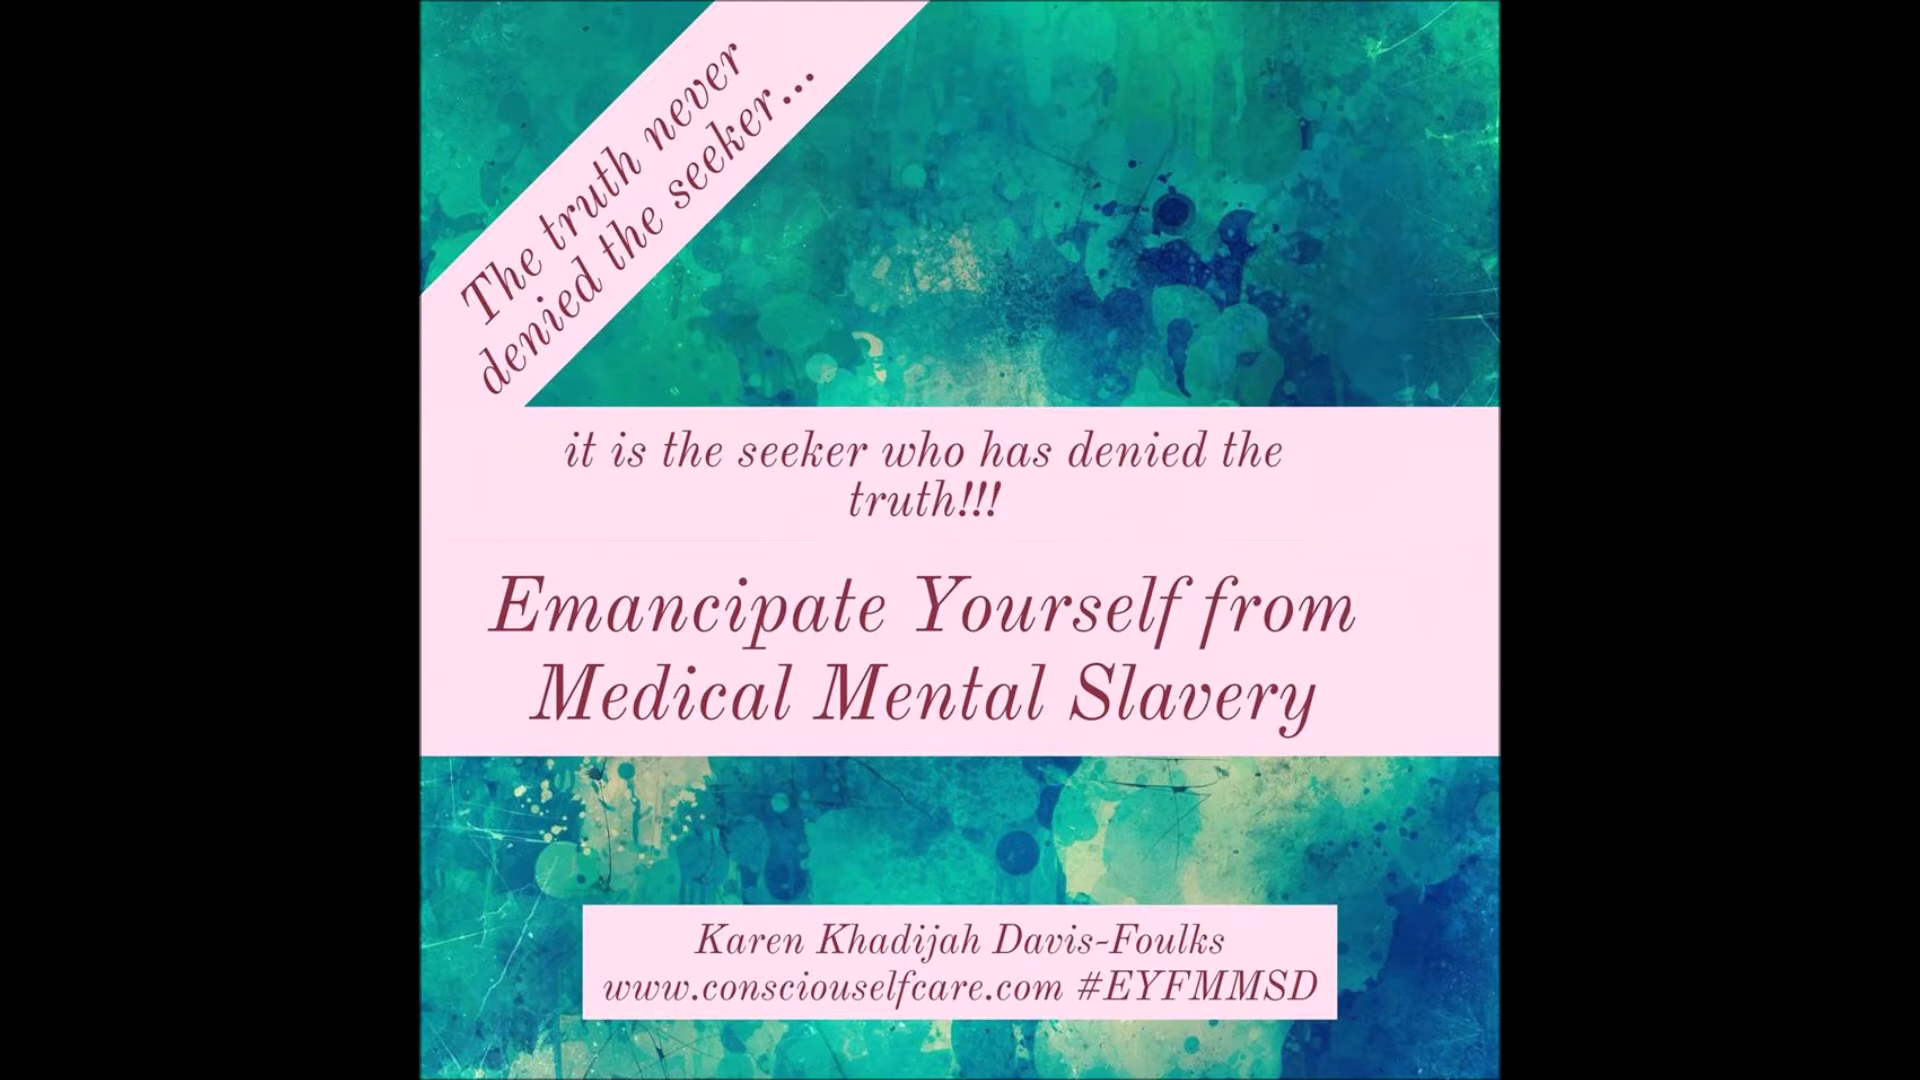 The truth never
denied the seeker...
it is the seeker who has denied the
truth!!!
Emancipate Yourself from
Medical Mental Slavery
Karen Khadijah Davis-Foulks
www.consciouselfcare.com #EYFMMSD